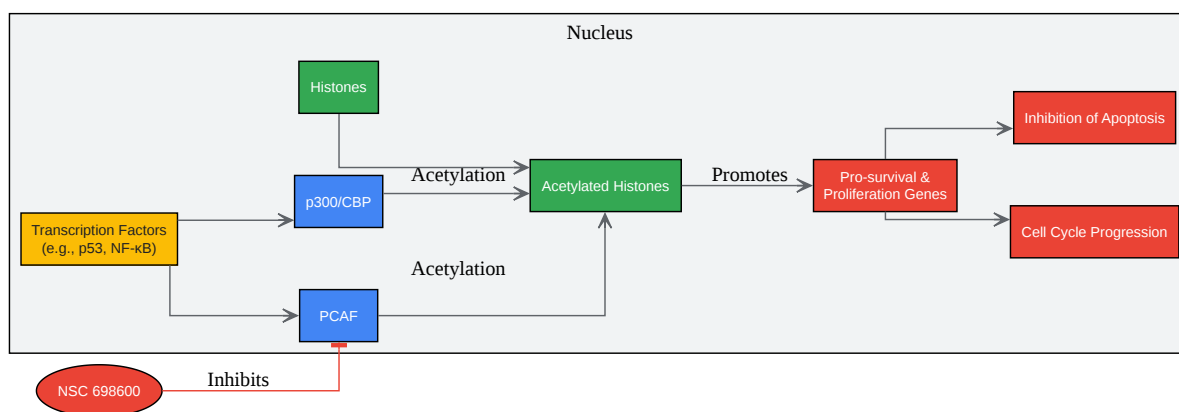 Nucleus
Histones
Acetylation
p300/CBP
Acetylated Histones
Promotes
Pro-survival &
Proliferation Genes
Inhibition of Apoptosis
Cell Cycle Progression
Transcription Factors
(e.g., p53, NF-κB)
Acetylation
PCAF
NSC 698600
Inhibits